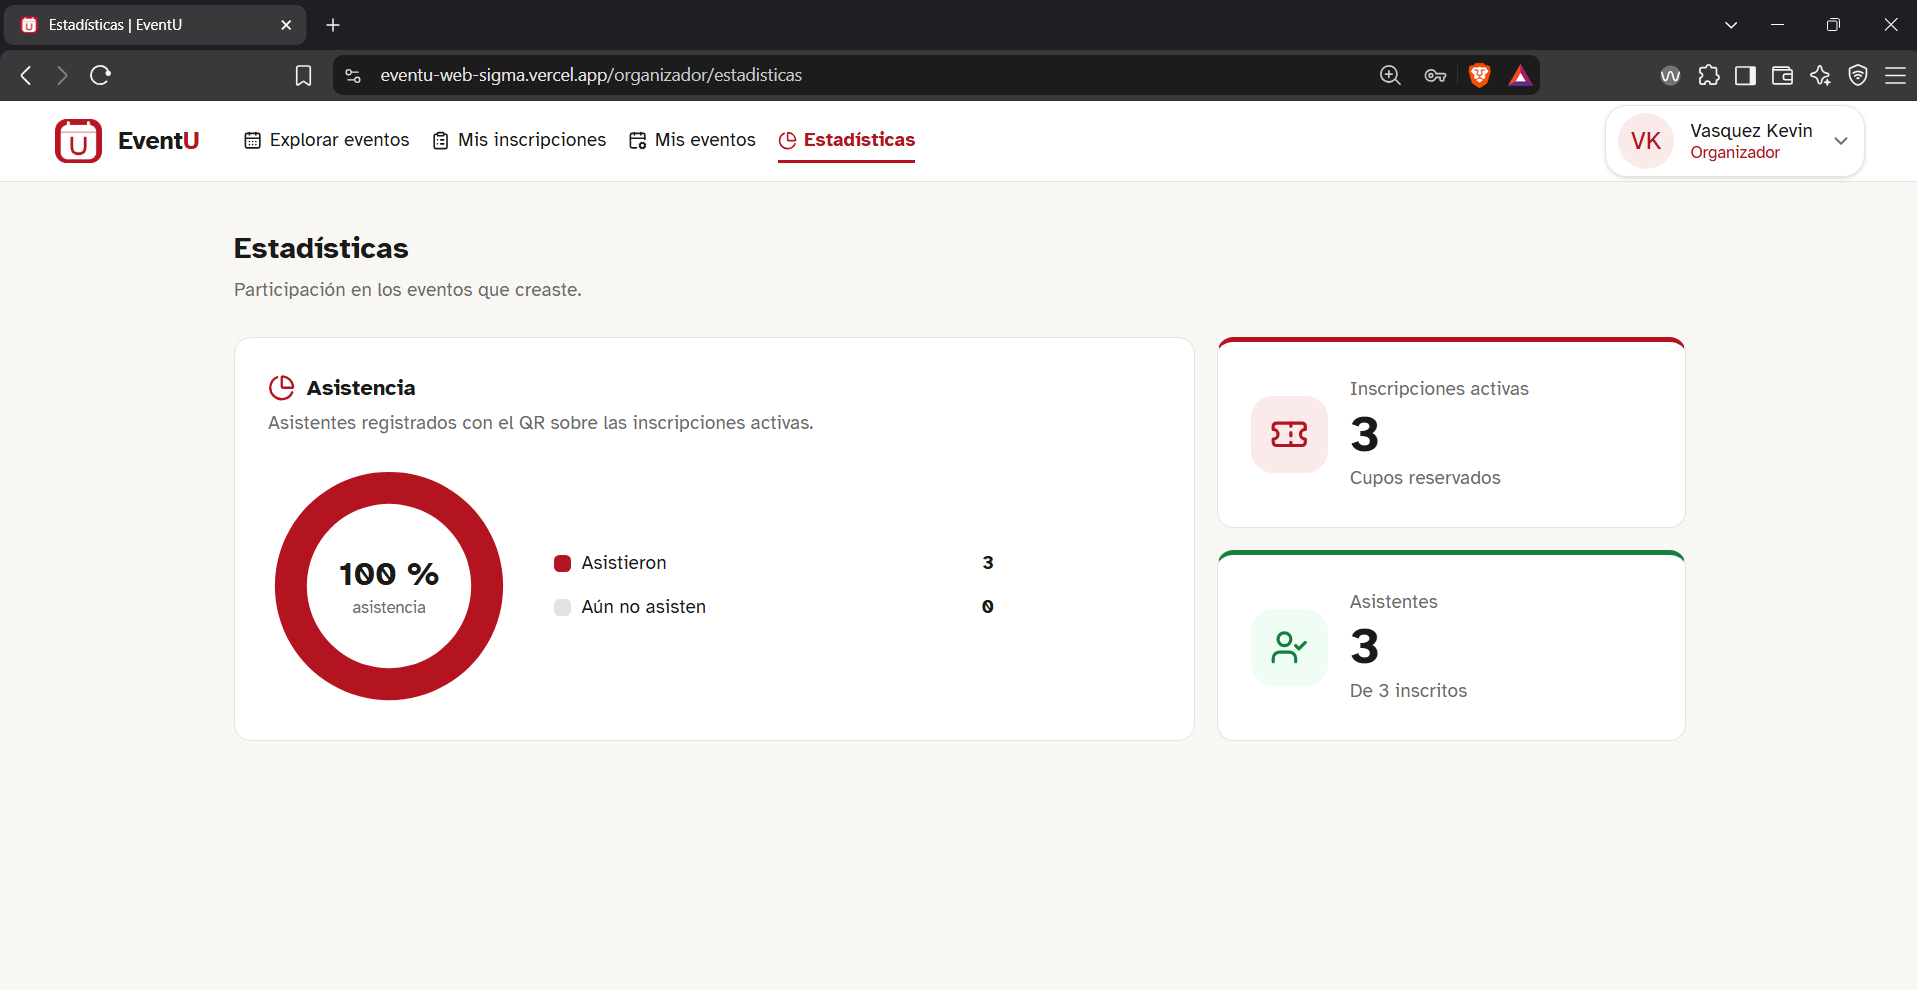 Estadísticas | EventU
eventu-web-sigma.vercel.app/organizador/estadisticas
EventU
Explorar eventos
Mis inscripciones
Mis eventos
Estadísticas
VK
Vasquez Kevin
Organizador
Estadísticas
Participación en los eventos que creaste.
Asistencia
Asistentes registrados con el QR sobre las inscripciones activas.
100 %
asistencia
Asistieron 3
Aún no asisten 0
Inscripciones activas
3
Cupos reservados
Asistentes
3
De 3 inscritos